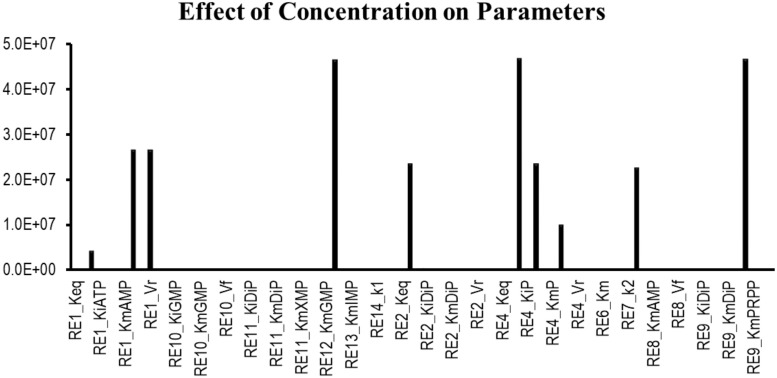 Effect of Concentration on Parameters
5.0E+07
4.0E+07
3.0E+07
2.0E+07
1.0E+07
0.0E+00
RE1_Keq
RE1_KiATP
RE1_KmAMP
RE1_Vr
RE10_KiGMP
RE10_KmGMP
RE10_Vf
RE11_KiDiP
RE11_KmDiP
RE11_KmXMP
RE12_KmGMP
RE13_KmIMP
RE14_k1
RE2_Keq
RE2_KiDiP
RE2_KmDiP
RE2_Vr
RE4_Keq
RE4_KiP
RE4_KmP
RE4_Vr
RE6_Km
RE7_k2
RE8_KmAMP
RE8_Vf
RE9_KiDiP
RE9_KmDiP
RE9_KmPRPP